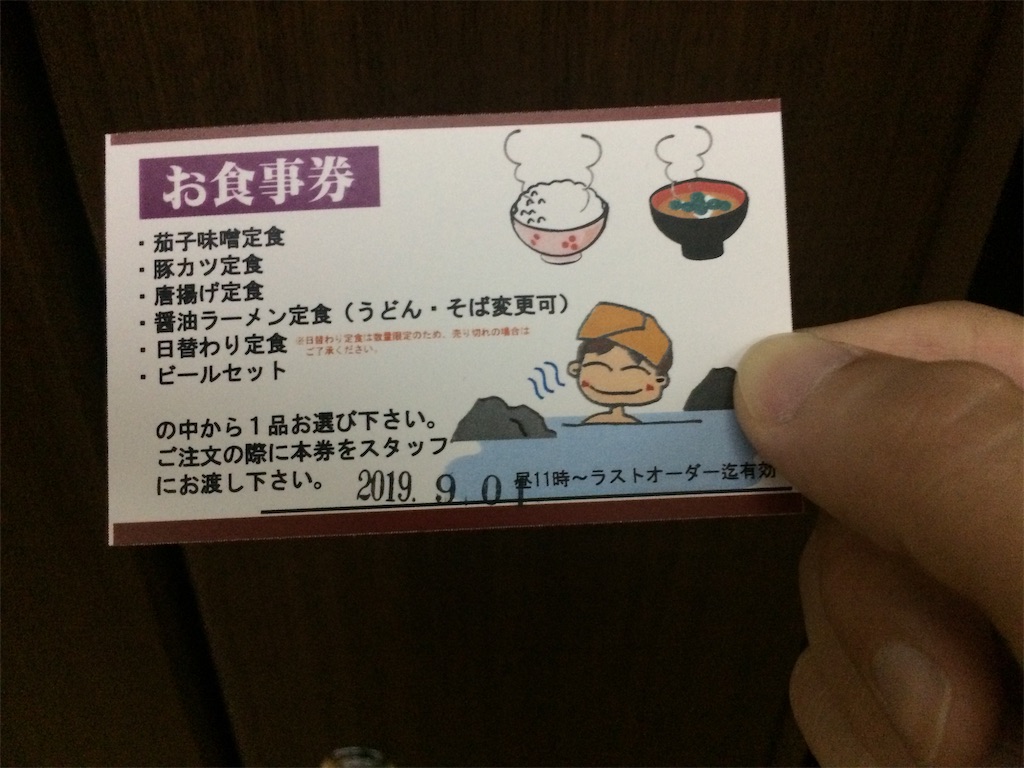 お食事券
・茄子味噌定食
・豚カツ定食
・唐揚げ定食
・醤油ラーメン定食（うどん・そば変更可）
・日替わり定食 ※日替わり定食は数量限定のため、売り切れの場合は
ご了承ください。
・ビールセット
の中から１品お選び下さい。
ご注文の際に本券をスタッフ
にお渡し下さい。
2019. 9. 01 昼11時～ラストオーダー迄有効